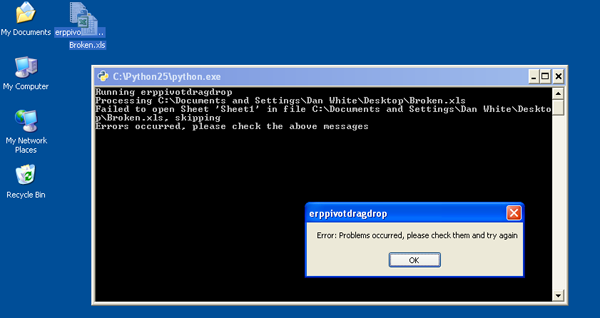 My Documents
erppivot... ...
Broken.xls
My Computer
My Network
Places
Recycle Bin
C:\Python25\python.exe
Running erppivotdragdrop
Processing C:\Documents and Settings\Dan White\Desktop\Broken.xls
Failed to open Sheet 'Sheet1' in file C:\Documents and Settings\Dan White\Deskto
p\Broken.xls, skipping
Errors occurred, please check the above messages
erppivotdragdrop
Error: Problems occurred, please check them and try again
OK